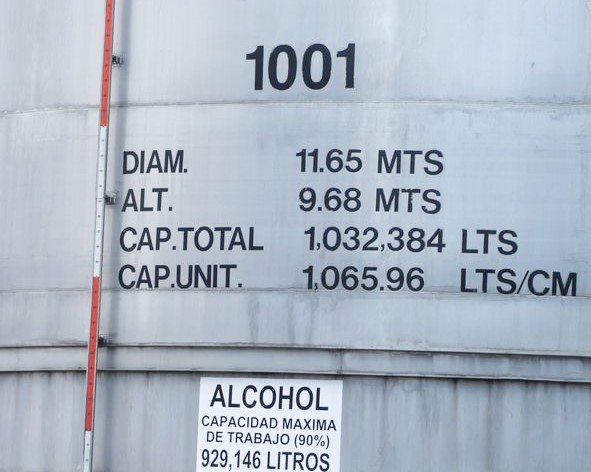 1001
DIAM. 11.65 MTS
ALT. 9.68 MTS
CAP.TOTAL 1,032,384 LTS
CAP.UNIT. 1,065.96 LTS/CM
ALCOHOL
CAPACIDAD MAXIMA
DE TRABAJO (90%)
929,146 LITROS